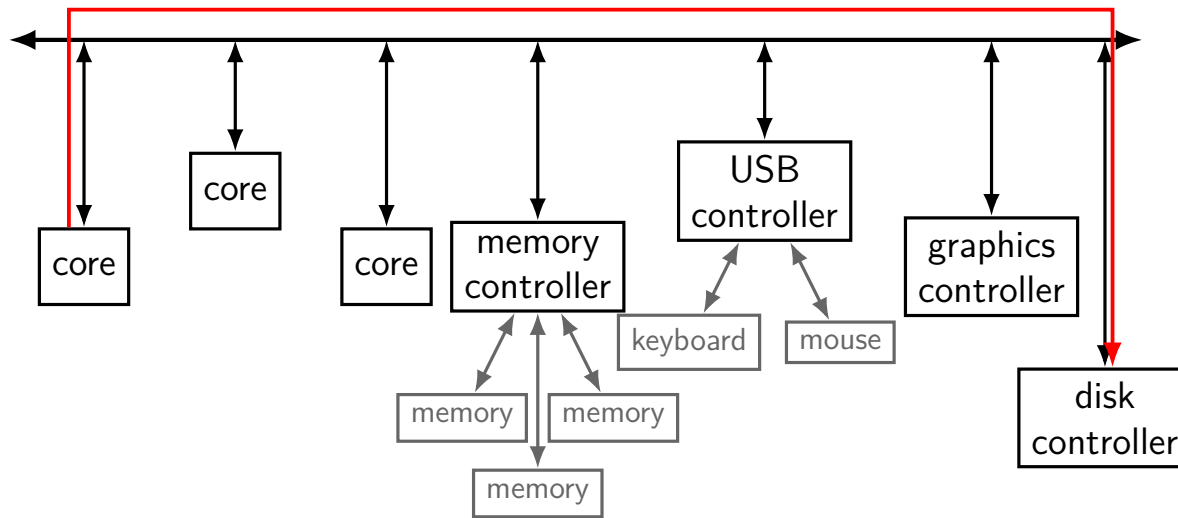 core
core
core
memory
controller
USB
controller
graphics
controller
disk
controller
keyboard
mouse
memory
memory
memory